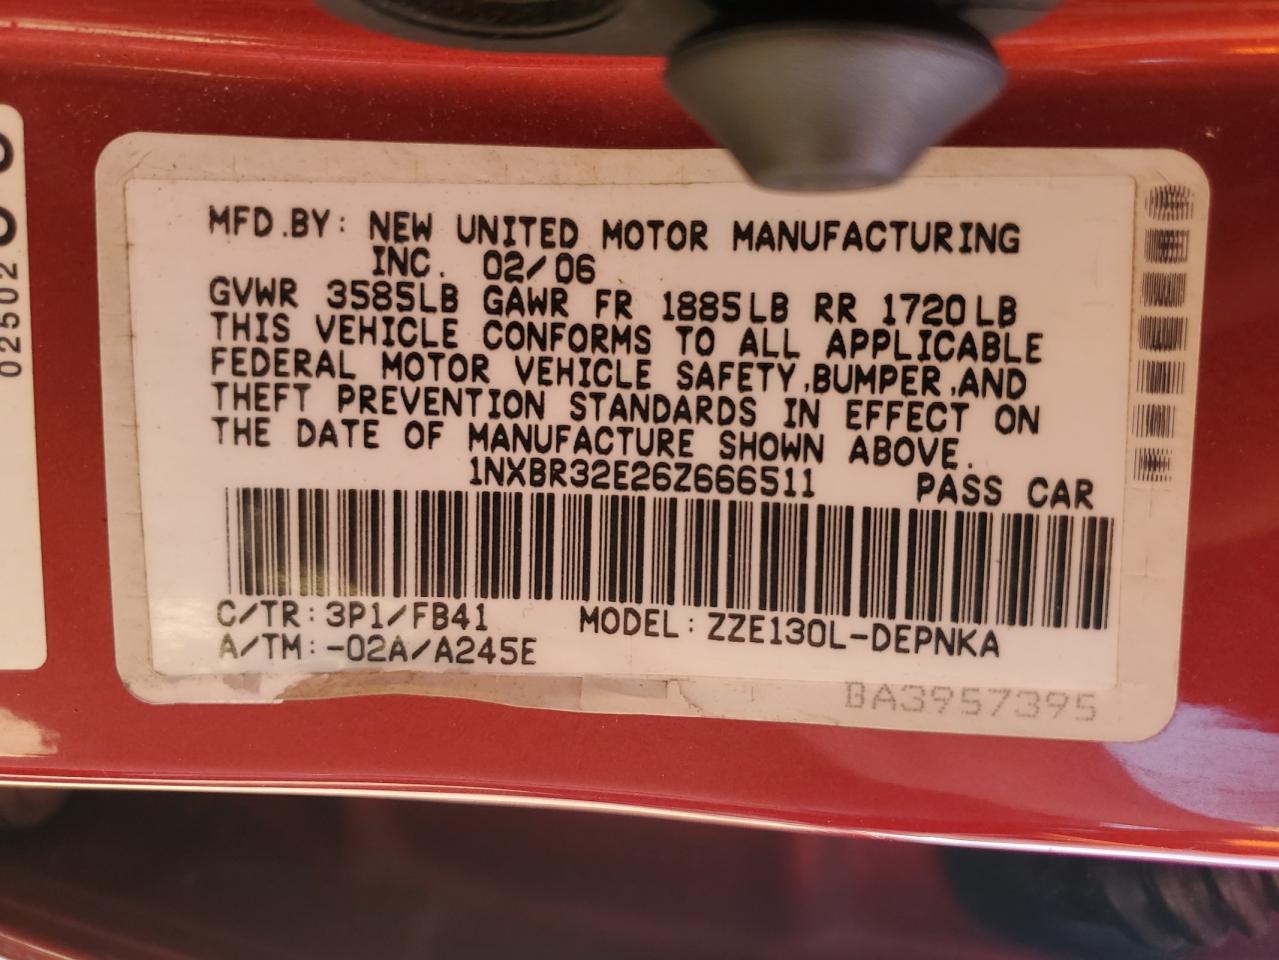 MFD.BY: NEW UNITED MOTOR MANUFACTURING
INC. 02/06
GVWR 3585LB GAWR FR 1885LB RR 1720LB
THIS VEHICLE CONFORMS TO ALL APPLICABLE
FEDERAL MOTOR VEHICLE SAFETY,BUMPER,AND
THEFT PREVENTION STANDARDS IN EFFECT ON
THE DATE OF MANUFACTURE SHOWN ABOVE.
1NXBR32E26Z666511 PASS CAR
C/TR:3P1/FB41 MODEL:ZZE130L-DEPNKA
A/TM:-02A/A245E
BA3957395
02502